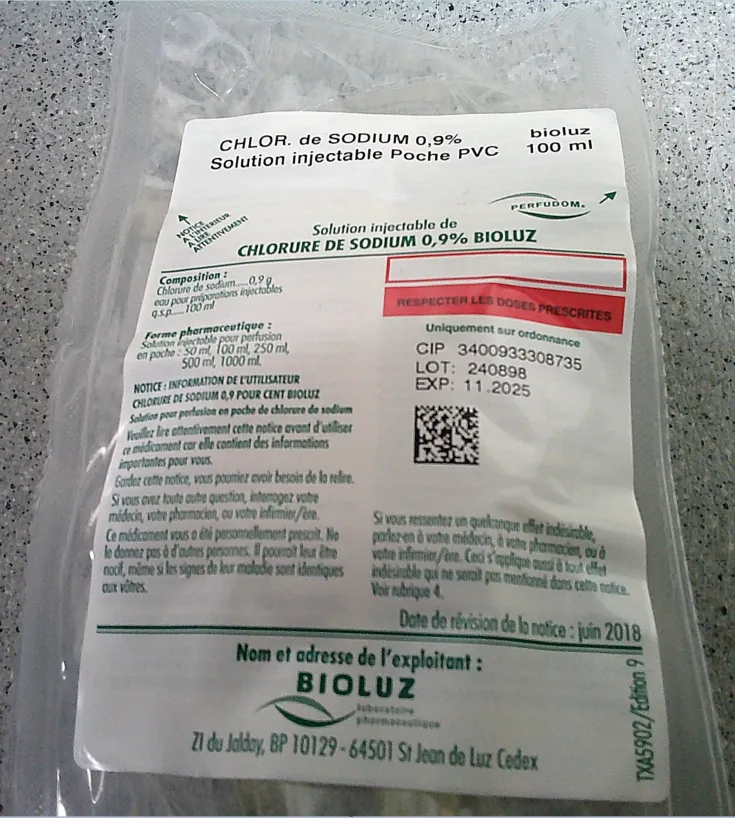 CHLOR. de SODIUM 0,9% bioluz
Solution injectable Poche PVC 100 ml
NOTICE
A L'INTERIEUR
A LIRE
ATTENTIVEMENT
PERFUDOM®
Solution injectable de
CHLORURE DE SODIUM 0,9% BIOLUZ
Composition :
Chlorure de sodium.....0,9 g
eau pour préparations injectables
q.s.p.....100 ml
RESPECTER LES DOSES PRESCRITES
Uniquement sur ordonnance
CIP 3400933308735
LOT: 240898
EXP: 11.2025
Forme pharmaceutique :
Solution injectable pour perfusion
en poche : 50 ml, 100 ml, 250 ml,
500 ml, 1000 ml.
NOTICE : INFORMATION DE L'UTILISATEUR
CHLORURE DE SODIUM 0,9 POUR CENT BIOLUZ
Solution pour perfusion en poche de chlorure de sodium
Veuillez lire attentivement cette notice avant d'utiliser
ce médicament car elle contient des informations
importantes pour vous.
Gardez cette notice, vous pourriez avoir besoin de la relire.
Si vous avez toute autre question, interrogez votre
médecin, votre pharmacien, ou votre infirmier/ère.
Ce médicament vous a été personnellement prescrit. Ne
le donnez pas à d'autres personnes. Il pourrait leur être
nocif, même si les signes de leur maladie sont identiques
aux vôtres.
Si vous ressentez un quelconque effet indésirable,
parlez-en à votre médecin, à votre pharmacien, ou à
votre infirmier/ère. Ceci s'applique aussi à tout effet
indésirable qui ne serait pas mentionné dans cette notice.
Voir rubrique 4.
Date de révision de la notice : juin 2018
Nom et adresse de l'exploitant :
BIOLUZ
laboratoire
pharmaceutique
ZI du Jalday, BP 10129 - 64501 St Jean de Luz Cedex
TXA5902/Edition 9